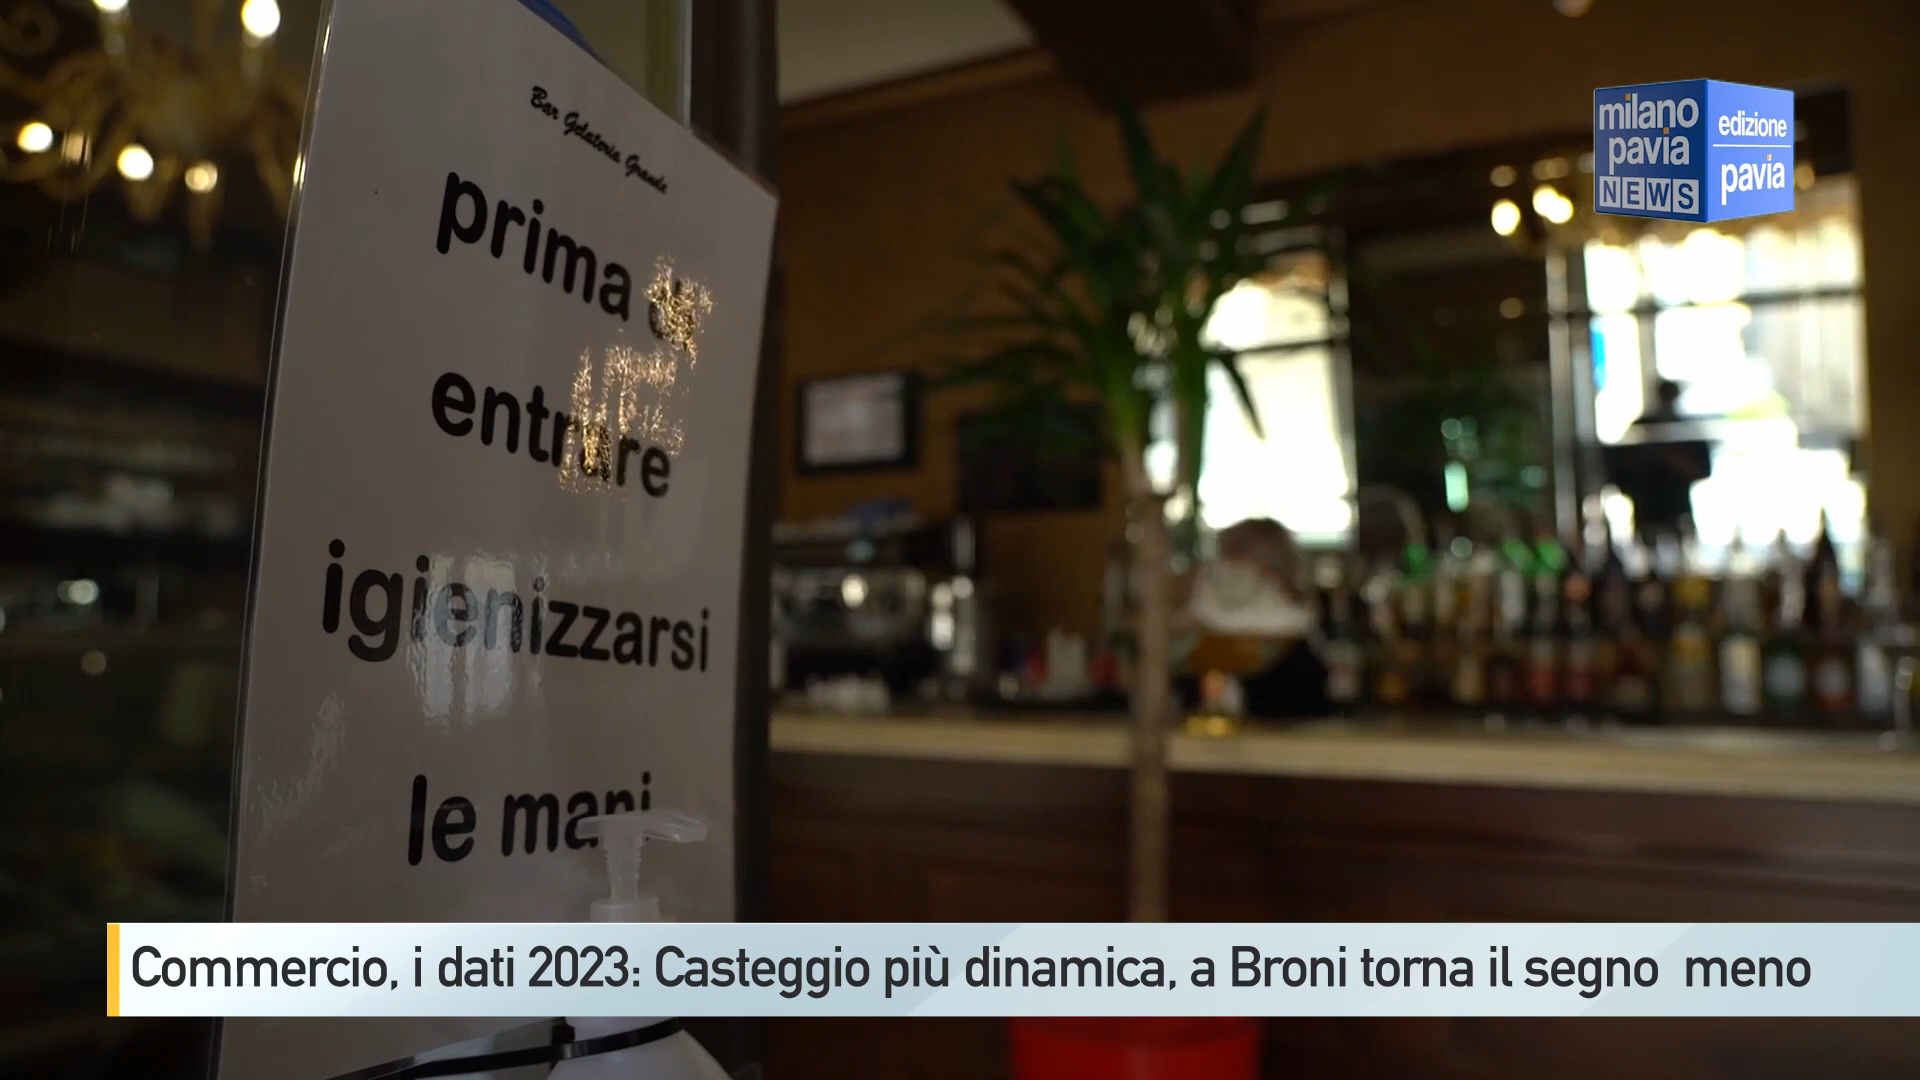 Bar Gelateria Grande
prima di
entrare
igienizzarsi
le mani
milano
pavia
NEWS
edizione
pavia
Commercio, i dati 2023: Casteggio più dinamica, a Broni torna il segno meno